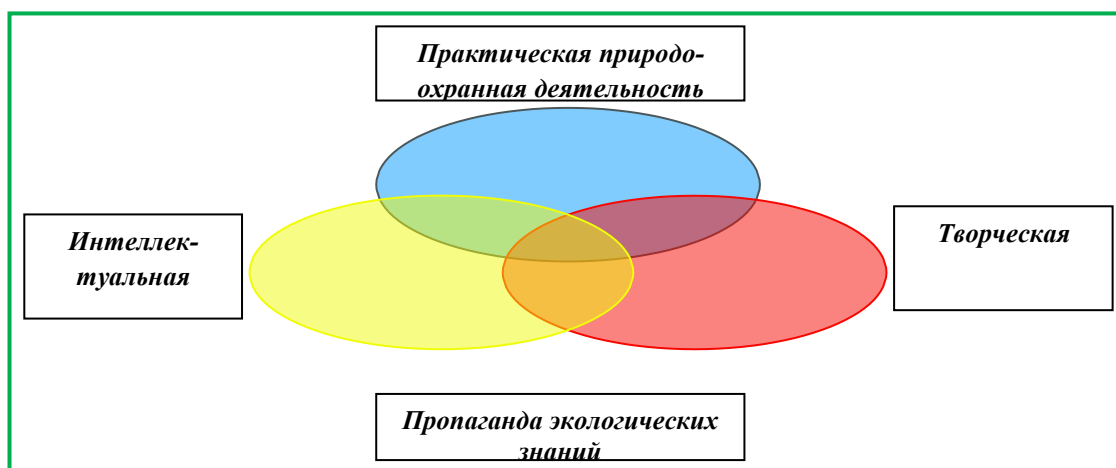 Практическая природо-
охранная деятельность
Интеллек-
туальная
Творческая
Пропаганда экологических
знаний